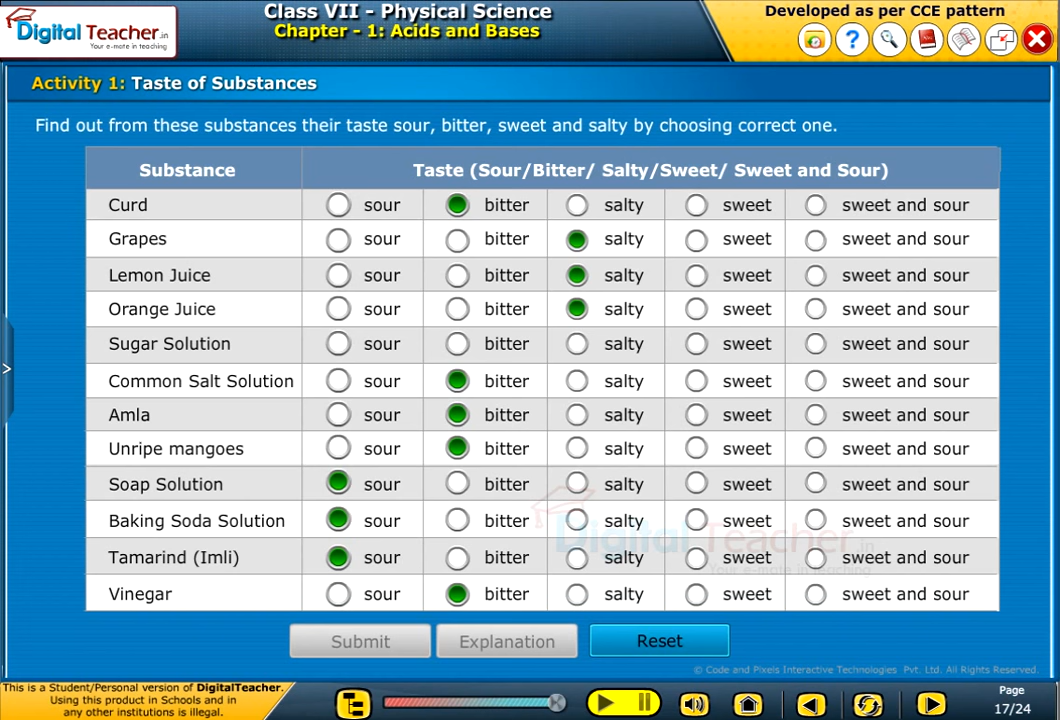 Digital Teacher.in
Your e-mate in teaching
Class VII - Physical Science
Chapter - 1: Acids and Bases
Developed as per CCE pattern
Activity 1: Taste of Substances
Find out from these substances their taste sour, bitter, sweet and salty by choosing correct one.
Substance Taste (Sour/Bitter/ Salty/Sweet/ Sweet and Sour)
Curd sour bitter salty sweet sweet and sour
Grapes sour bitter salty sweet sweet and sour
Lemon Juice sour bitter salty sweet sweet and sour
Orange Juice sour bitter salty sweet sweet and sour
Sugar Solution sour bitter salty sweet sweet and sour
Common Salt Solution sour bitter salty sweet sweet and sour
Amla sour bitter salty sweet sweet and sour
Unripe mangoes sour bitter salty sweet sweet and sour
Soap Solution sour bitter salty sweet sweet and sour
Baking Soda Solution sour bitter salty sweet sweet and sour
Digital Teacher.in
Tamarind (Imli) sour bitter salty sweet sweet and sour
Your e-mate in teaching
Vinegar sour bitter salty sweet sweet and sour
Submit Explanation Reset
© Code and Pixels Interactive Technologies Pvt. Ltd. All Rights Reserved.
This is a Student/Personal version of DigitalTeacher.
Using this product in Schools and in
any other institutions is illegal.
Page
17/24